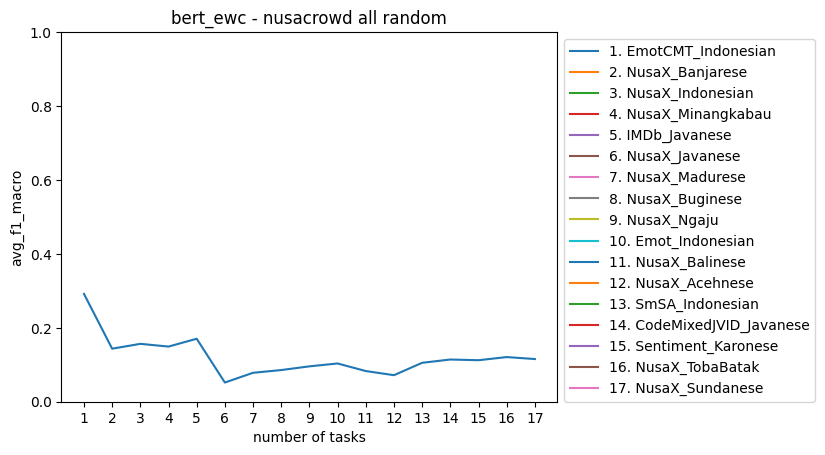 bert_ewc - nusacrowd all random
1.0
0.8
0.6
0.4
0.2
0.0
avg_f1_macro
1 2 3 4 5 6 7 8 9 10 11 12 13 14 15 16 17
number of tasks
1. EmotCMT_Indonesian
2. NusaX_Banjarese
3. NusaX_Indonesian
4. NusaX_Minangkabau
5. IMDb_Javanese
6. NusaX_Javanese
7. NusaX_Madurese
8. NusaX_Buginese
9. NusaX_Ngaju
10. Emot_Indonesian
11. NusaX_Balinese
12. NusaX_Acehnese
13. SmSA_Indonesian
14. CodeMixedJVID_Javanese
15. Sentiment_Karonese
16. NusaX_TobaBatak
17. NusaX_Sundanese